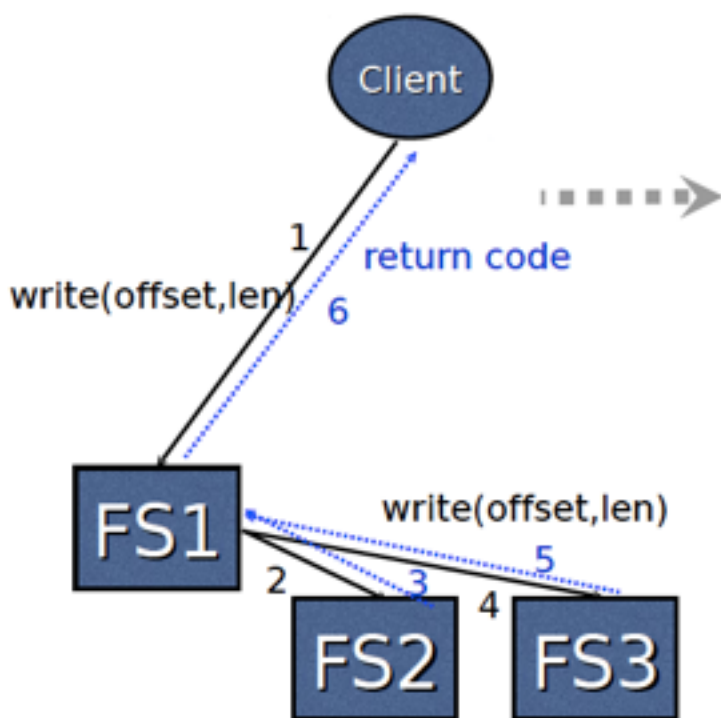 Client
1
return code
write(offset,len)
6
FS1
write(offset,len)
5
2
3
4
FS2
FS3